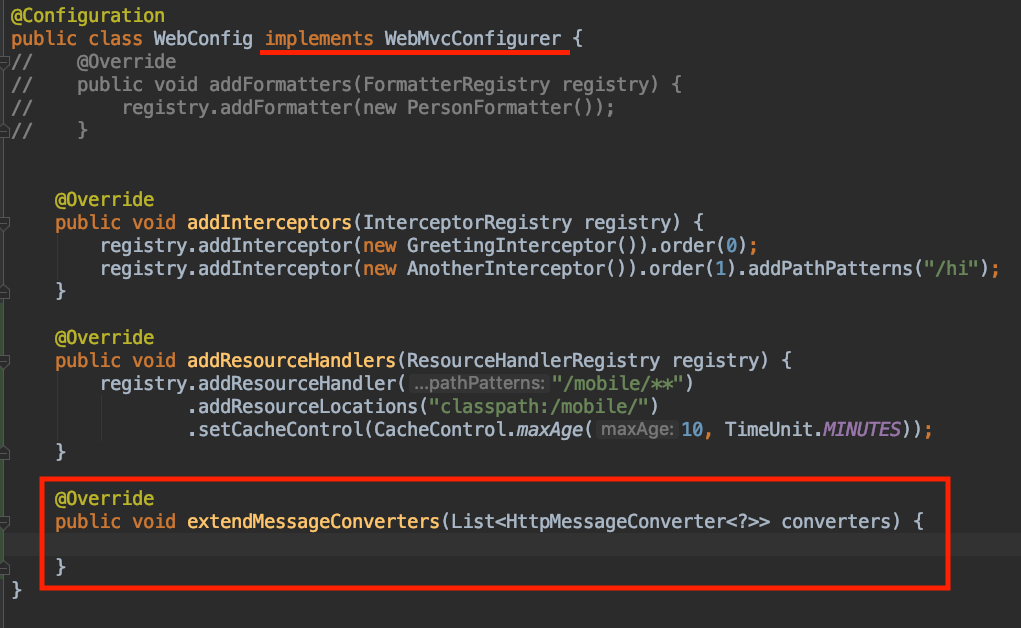 @Configuration
public class WebConfig implements WebMvcConfigurer {
//    @Override
//    public void addFormatters(FormatterRegistry registry) {
//        registry.addFormatter(new PersonFormatter());
//    }
    @Override
    public void addInterceptors(InterceptorRegistry registry) {
        registry.addInterceptor(new GreetingInterceptor()).order(0);
        registry.addInterceptor(new AnotherInterceptor()).order(1).addPathPatterns("/hi");
    }
    @Override
    public void addResourceHandlers(ResourceHandlerRegistry registry) {
        registry.addResourceHandler( ...pathPatterns: "/mobile/**")
                .addResourceLocations("classpath:/mobile/")
                .setCacheControl(CacheControl.maxAge( maxAge: 10, TimeUnit.MINUTES));
    }
    @Override
    public void extendMessageConverters(List<HttpMessageConverter<?>> converters) {
    }
}